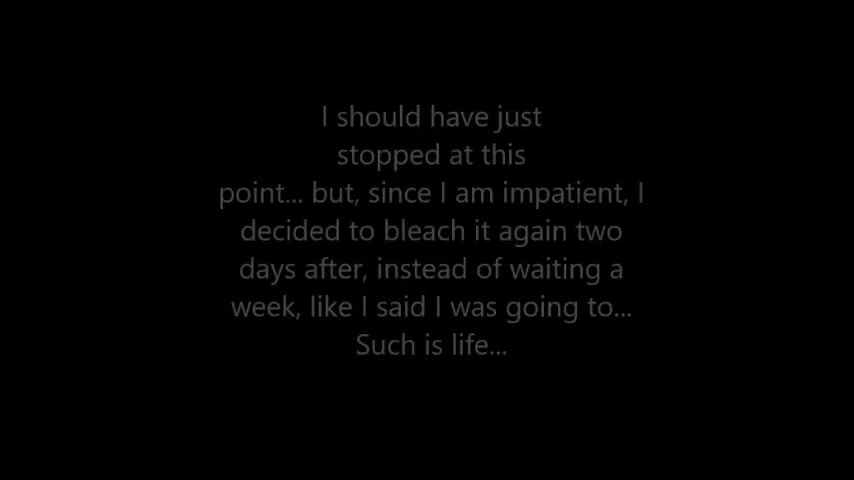 I should have just
stopped at this
point... but, since I am impatient, I
decided to bleach it again two
days after, instead of waiting a
week, like I said I was going to...
Such is life...